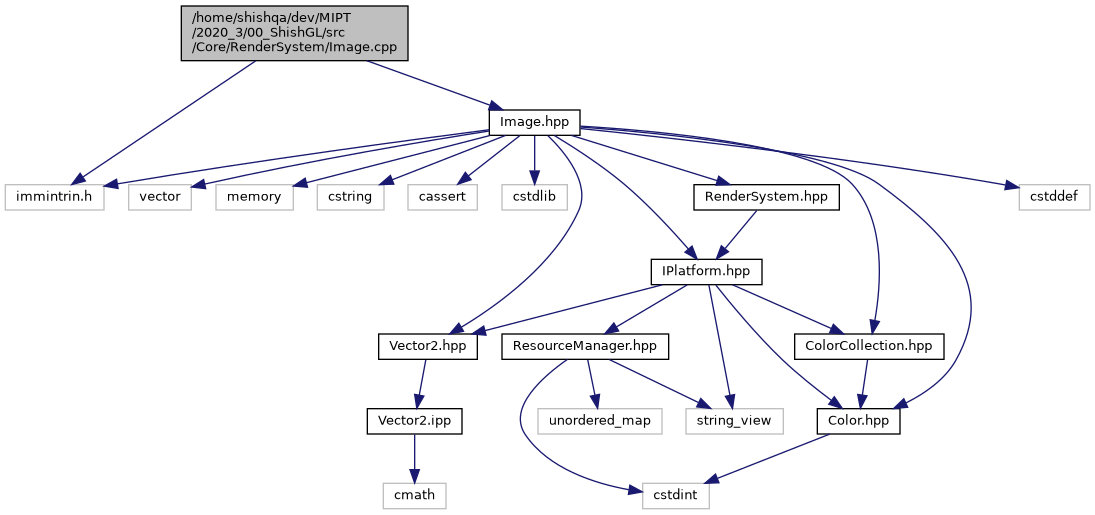 /home/shishqa/dev/MIPT
/2020_3/00_ShishGL/src
/Core/RenderSystem/Image.cpp
Image.hpp
immintrin.h
vector
memory
cstring
cassert
cstdlib
RenderSystem.hpp
cstddef
IPlatform.hpp
Vector2.hpp
ResourceManager.hpp
ColorCollection.hpp
Vector2.ipp
unordered_map
string_view
Color.hpp
cmath
cstdint